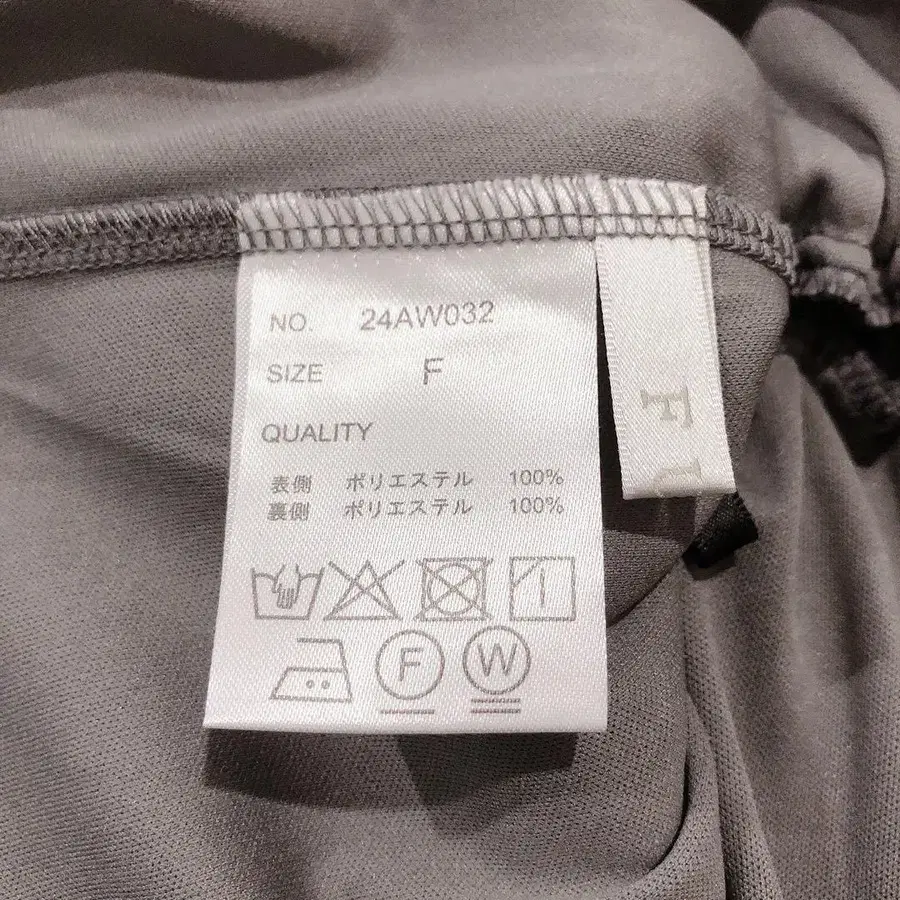 NO. 24AW032
SIZE F
QUALITY
表側 ポリエステル 100%
裏側 ポリエステル 100%
F W
F